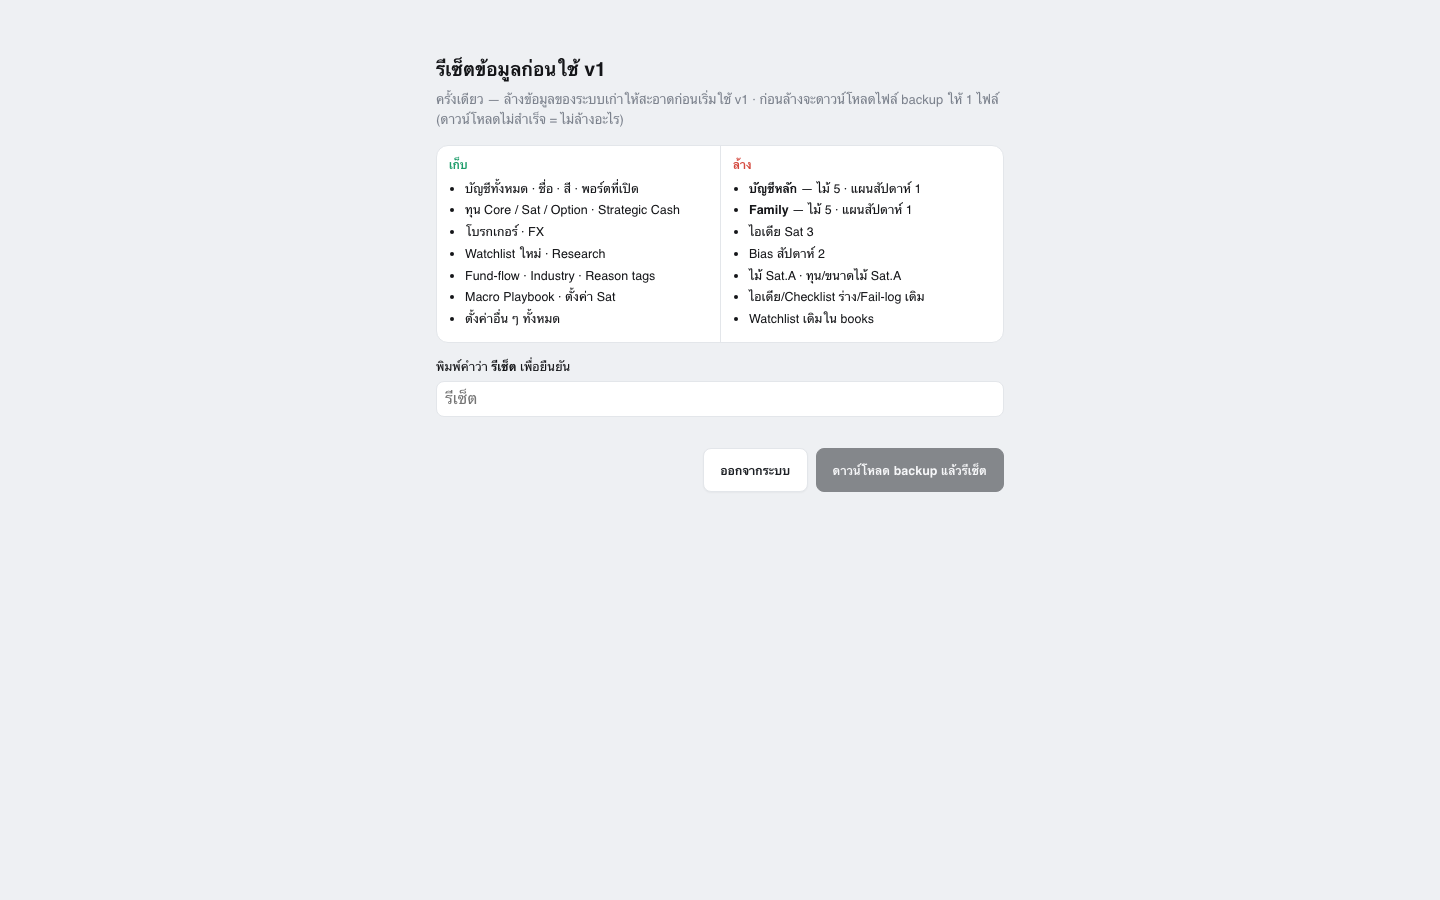 รีเซ็ตข้อมูลก่อนใช้ v1
ครั้งเดียว — ล้างข้อมูลของระบบเก่าให้สะอาดก่อนเริ่มใช้ v1 · ก่อนล้างจะดาวน์โหลดไฟล์ backup ให้ 1 ไฟล์
(ดาวน์โหลดไม่สำเร็จ = ไม่ล้างอะไร)
เก็บ
• บัญชีทั้งหมด · ชื่อ · สี · พอร์ตที่เปิด
• ทุน Core / Sat / Option · Strategic Cash
• โบรกเกอร์ · FX
• Watchlist ใหม่ · Research
• Fund-flow · Industry · Reason tags
• Macro Playbook · ตั้งค่า Sat
• ตั้งค่าอื่น ๆ ทั้งหมด
ล้าง
• บัญชีหลัก — ไม้ 5 · แผนสัปดาห์ 1
• Family — ไม้ 5 · แผนสัปดาห์ 1
• ไอเดีย Sat 3
• Bias สัปดาห์ 2
• ไม้ Sat.A · ทุน/ขนาดไม้ Sat.A
• ไอเดีย/Checklist ร่าง/Fail-log เดิม
• Watchlist เดิมใน books
พิมพ์คำว่า รีเซ็ต เพื่อยืนยัน
รีเซ็ต
ออกจากระบบ
ดาวน์โหลด backup แล้วรีเซ็ต